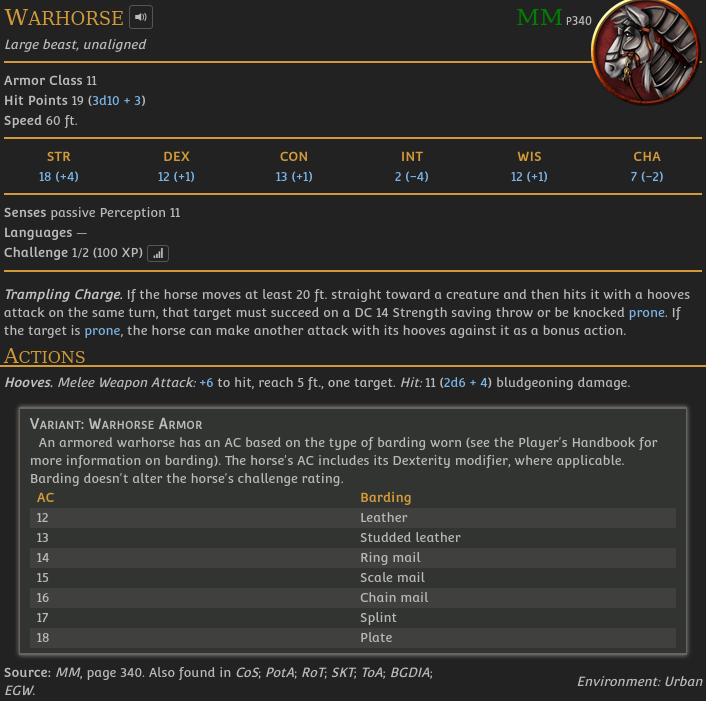 Warhorse MM P340
Large beast, unaligned
Armor Class 11
Hit Points 19 (3d10 + 3)
Speed 60 ft.
STR DEX CON INT WIS CHA
18 (+4) 12 (+1) 13 (+1) 2 (−4) 12 (+1) 7 (−2)
Senses passive Perception 11
Languages —
Challenge 1/2 (100 XP)
Trampling Charge. If the horse moves at least 20 ft. straight toward a creature and then hits it with a hooves
attack on the same turn, that target must succeed on a DC 14 Strength saving throw or be knocked prone. If
the target is prone, the horse can make another attack with its hooves against it as a bonus action.
Actions
Hooves. Melee Weapon Attack: +6 to hit, reach 5 ft., one target. Hit: 11 (2d6 + 4) bludgeoning damage.
Variant: Warhorse Armor
An armored warhorse has an AC based on the type of barding worn (see the Player's Handbook for
more information on barding). The horse's AC includes its Dexterity modifier, where applicable.
Barding doesn't alter the horse's challenge rating.
AC Barding
12 Leather
13 Studded leather
14 Ring mail
15 Scale mail
16 Chain mail
17 Splint
18 Plate
Source: MM, page 340. Also found in CoS; PotA; RoT; SKT; ToA; BGDIA;
EGW.
Environment: Urban